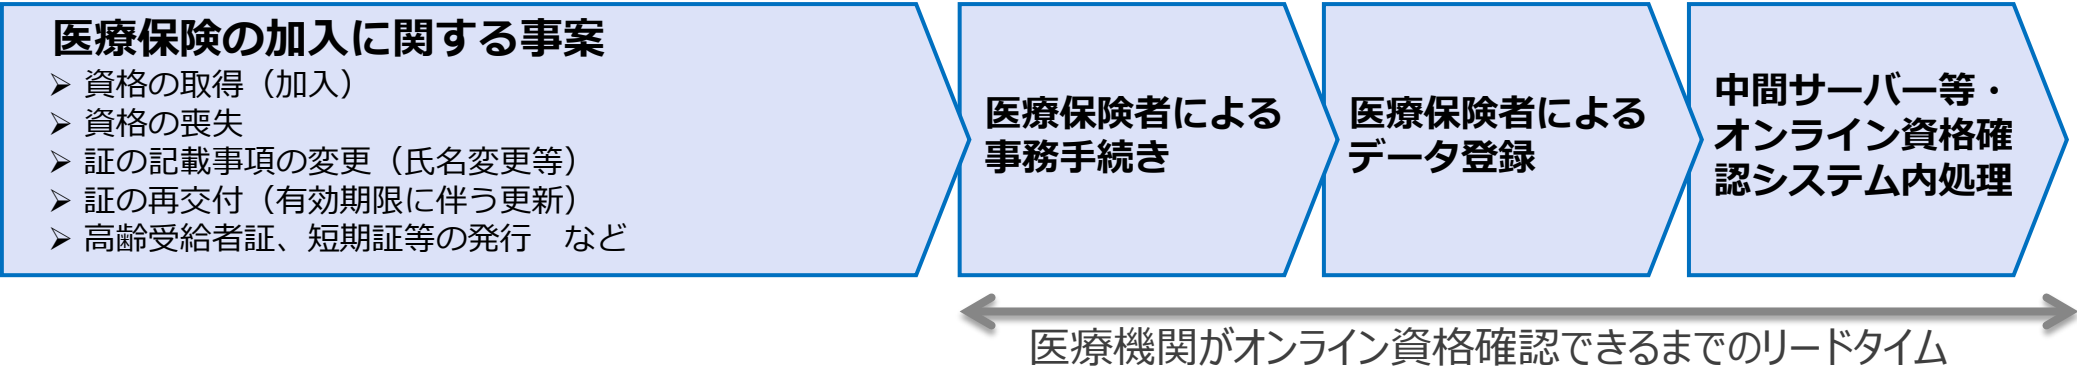 医療保険の加入に関する事案
➢ 資格の取得（加入）
➢ 資格の喪失
➢ 証の記載事項の変更（氏名変更等）
➢ 証の再交付（有効期限に伴う更新）
➢ 高齢受給者証、短期証等の発行　など
医療保険者による
事務手続き
医療保険者による
データ登録
中間サーバー等・
オンライン資格確
認システム内処理
医療機関がオンライン資格確認できるまでのリードタイム